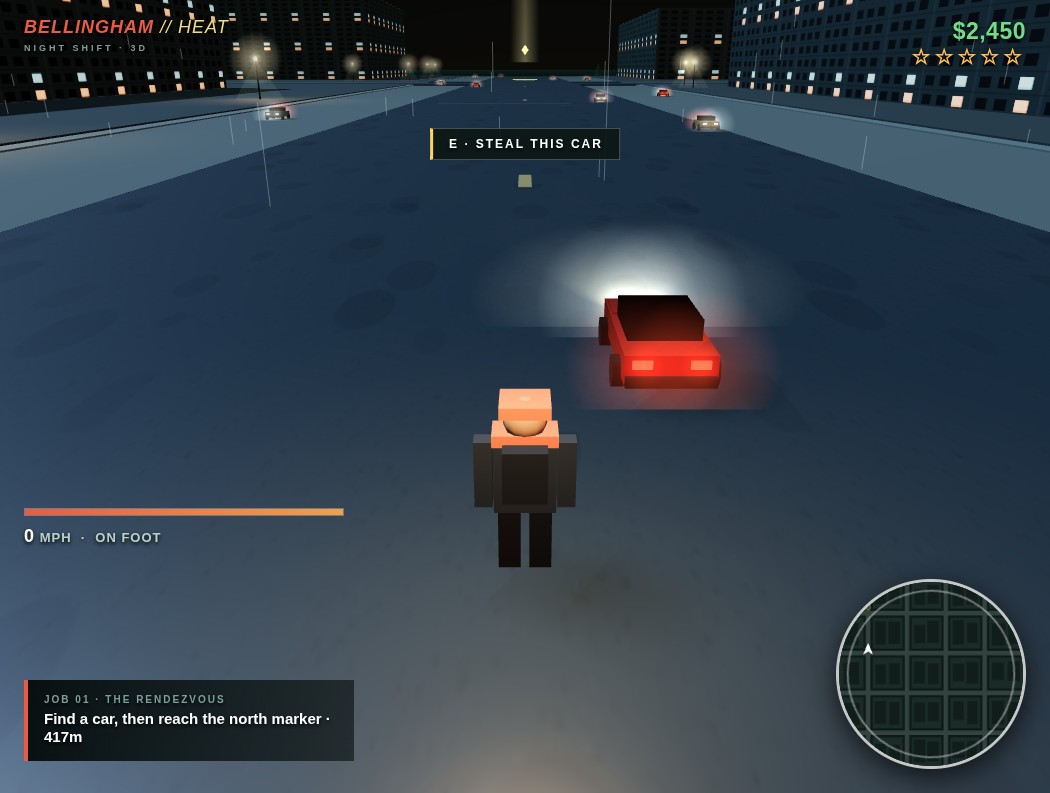 BELLINGHAM // HEAT
NIGHT SHIFT · 3D
$2,450
☆☆☆☆☆
E · STEAL THIS CAR
0 MPH · ON FOOT
JOB 01 · THE RENDEZVOUS
Find a car, then reach the north marker ·
417m